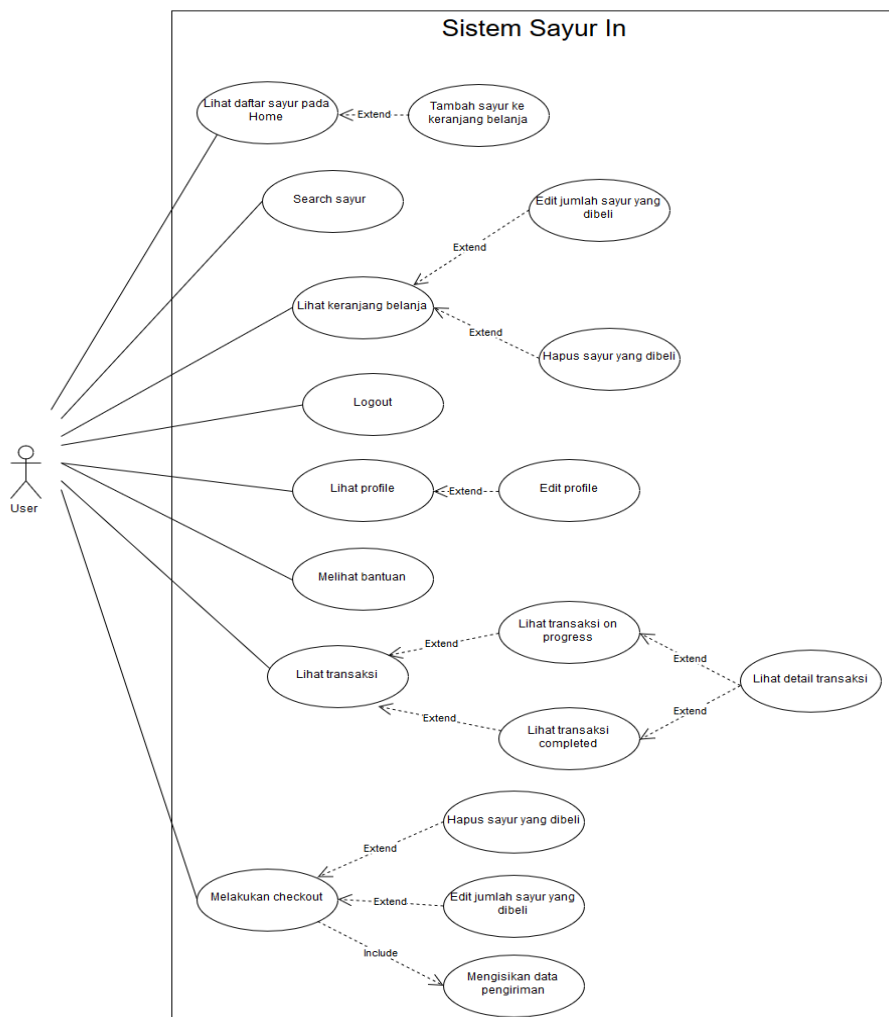 Sistem Sayur In
Lihat daftar sayur pada
Home
Extend
Tambah sayur ke
keranjang belanja
Search sayur
Edit jumlah sayur yang
dibeli
Extend
Lihat keranjang belanja
Extend
Hapus sayur yang dibeli
Logout
User
Lihat profile
Extend
Edit profile
Melihat bantuan
Lihat transaksi
Extend
Lihat transaksi on
progress
Extend
Lihat detail transaksi
Extend
Lihat transaksi
completed
Extend
Hapus sayur yang dibeli
Extend
Melakukan checkout
Extend
Edit jumlah sayur yang
dibeli
Include
Mengisikan data
pengiriman